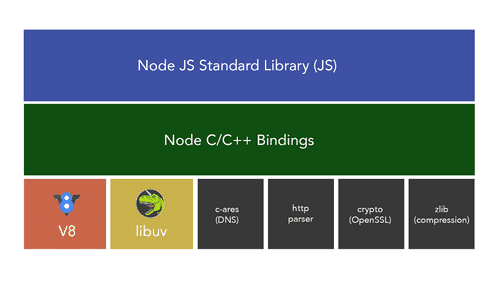 Node JS Standard Library (JS)
Node C/C++ Bindings
V8
libuv
c-ares
(DNS)
http
parser
crypto
(OpenSSL)
zlib
(compression)